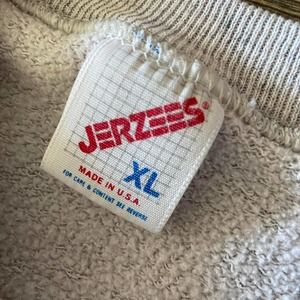 JERZEES®
XL
MADE IN U.S.A.
FOR CARE & CONTENT SEE REVERSE